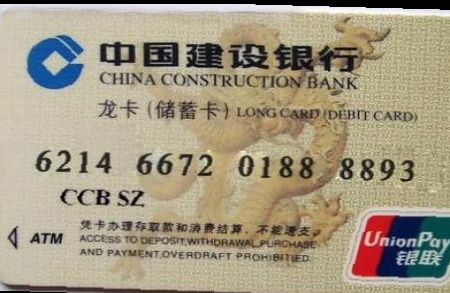 中国建设银行
CHINA CONSTRUCTION BANK
龙卡(储蓄卡) LONG CARD (DEBIT CARD)
6214 6672 0188 8893
CCB SZ
凭卡办理存取款和消费结算，不能透支。
ATM ACCESS TO DEPOSIT,WITHDRAWAL,PURCHASE
AND PAYMENT,OVERDRAFT PROHIBITED
UnionPay
银联